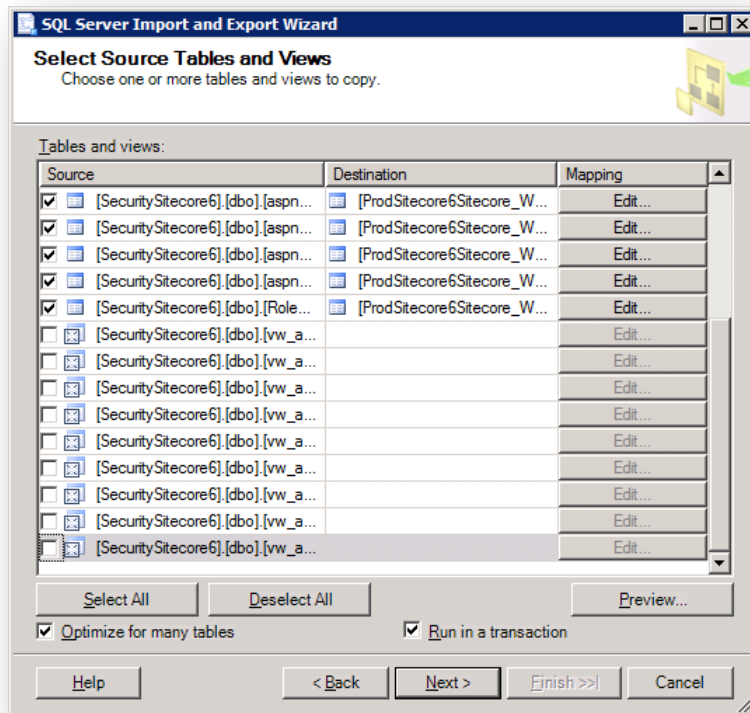 SQL Server Import and Export Wizard
Select Source Tables and Views
Choose one or more tables and views to copy.
Tables and views:
Source Destination Mapping
[SecuritySitecore6].[dbo].[aspn... [ProdSitecore6Sitecore_W... Edit...
[SecuritySitecore6].[dbo].[aspn... [ProdSitecore6Sitecore_W... Edit...
[SecuritySitecore6].[dbo].[aspn... [ProdSitecore6Sitecore_W... Edit...
[SecuritySitecore6].[dbo].[aspn... [ProdSitecore6Sitecore_W... Edit...
[SecuritySitecore6].[dbo].[Role... [ProdSitecore6Sitecore_W... Edit...
[SecuritySitecore6].[dbo].[vw_a... Edit...
[SecuritySitecore6].[dbo].[vw_a... Edit...
[SecuritySitecore6].[dbo].[vw_a... Edit...
[SecuritySitecore6].[dbo].[vw_a... Edit...
[SecuritySitecore6].[dbo].[vw_a... Edit...
[SecuritySitecore6].[dbo].[vw_a... Edit...
[SecuritySitecore6].[dbo].[vw_a... Edit...
[SecuritySitecore6].[dbo].[vw_a... Edit...
[SecuritySitecore6].[dbo].[vw_a... Edit...
Select All Deselect All Preview...
Optimize for many tables Run in a transaction
Help < Back Next > Finish >>| Cancel